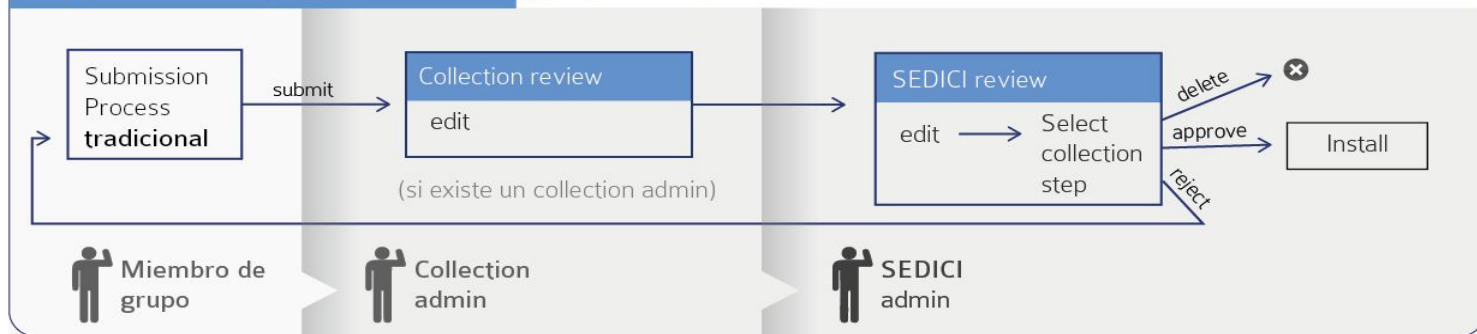 Submission
Process
tradicional
submit
Collection review
edit
(si existe un collection admin)
SEDICI review
edit
Select
collection
step
delete
approve
reject
Install
Miembro de
grupo
Collection
admin
SEDICI
admin